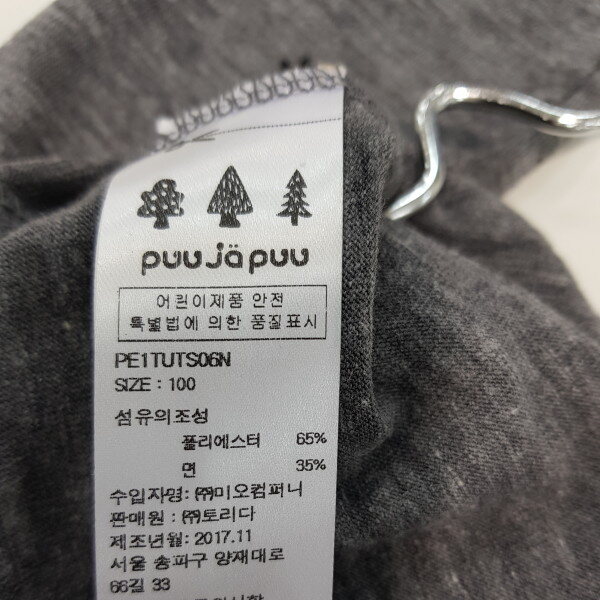 puu jä puu
어린이제품 안전
특별법에 의한 품질표시
PE1TUTS06N
SIZE : 100
섬유의조성
폴리에스터 65%
면 35%
수입자명: ㈜미오컴퍼니
판매원 : ㈜토리다
제조년월: 2017.11
서울 송파구 양재대로
66길 33